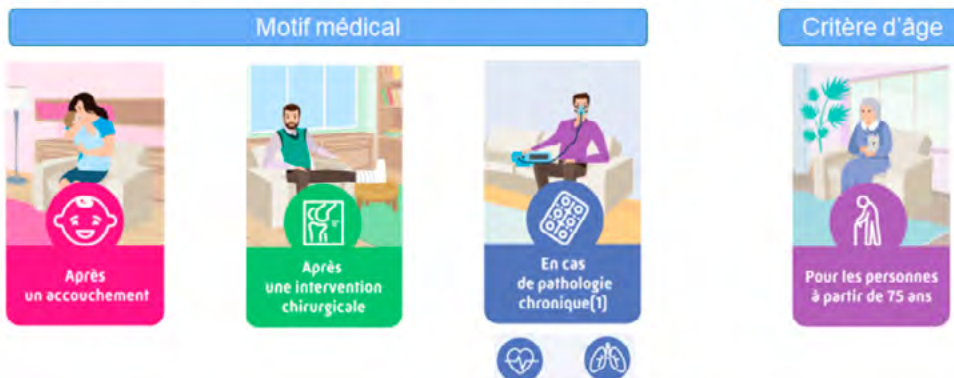 Motif médical
Critère d'âge
Après
un accouchement
Après
une intervention
chirurgicale
En cas
de pathologie
chronique[1]
Pour les personnes
à partir de 75 ans